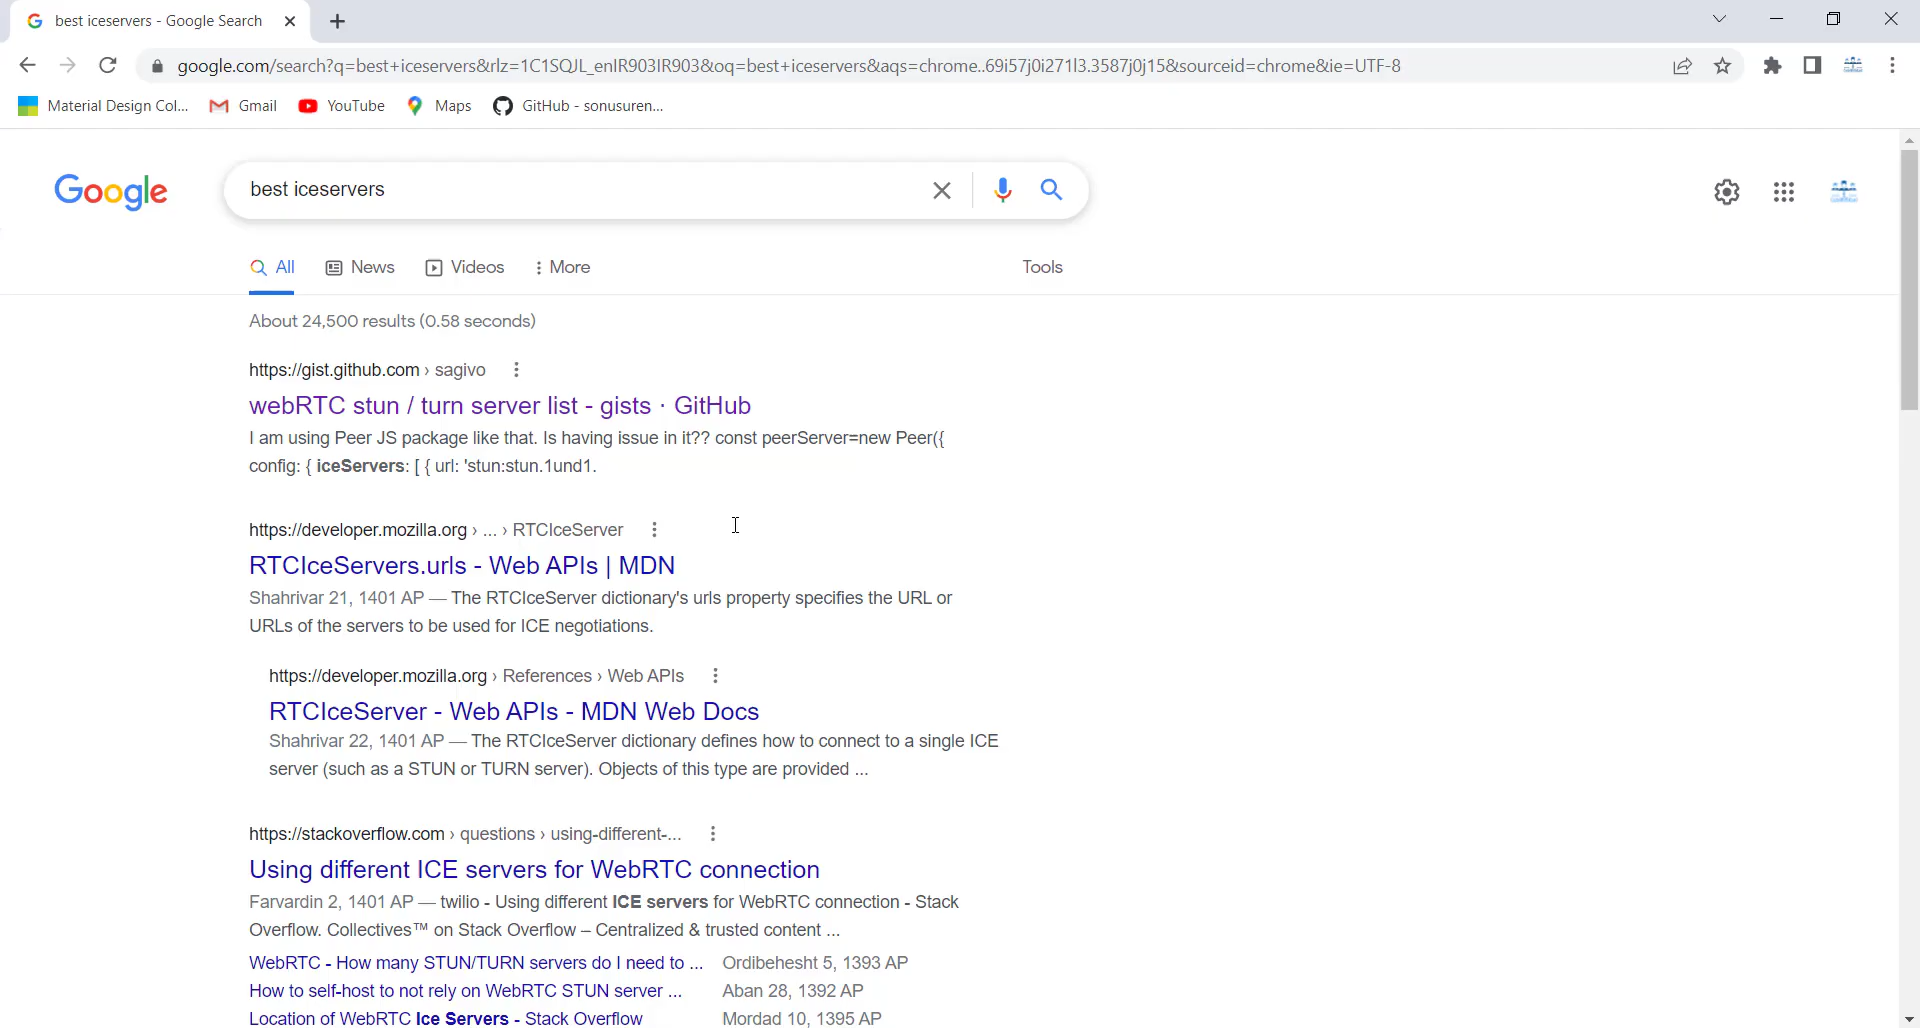 best iceservers - Google Search
google.com/search?q=best+iceservers&rlz=1C1SQJL_enIR903IR903&oq=best+iceservers&aqs=chrome..69i57j0i271l3.3587j0j15&sourceid=chrome&ie=UTF-8
Material Design Col... Gmail YouTube Maps GitHub - sonusuren...
Google best iceservers
All News Videos More Tools
About 24,500 results (0.58 seconds)
https://gist.github.com › sagivo
webRTC stun / turn server list - gists · GitHub
I am using Peer JS package like that. Is having issue in it?? const peerServer=new Peer({
config: { iceServers: [ { url: 'stun:stun.1und1.
https://developer.mozilla.org › ... › RTCIceServer
RTCIceServers.urls - Web APIs | MDN
Shahrivar 21, 1401 AP — The RTCIceServer dictionary's urls property specifies the URL or
URLs of the servers to be used for ICE negotiations.
https://developer.mozilla.org › References › Web APIs
RTCIceServer - Web APIs - MDN Web Docs
Shahrivar 22, 1401 AP — The RTCIceServer dictionary defines how to connect to a single ICE
server (such as a STUN or TURN server). Objects of this type are provided ...
https://stackoverflow.com › questions › using-different-...
Using different ICE servers for WebRTC connection
Farvardin 2, 1401 AP — twilio - Using different ICE servers for WebRTC connection - Stack
Overflow. Collectives™ on Stack Overflow – Centralized & trusted content ...
WebRTC - How many STUN/TURN servers do I need to ... Ordibehesht 5, 1393 AP
How to self-host to not rely on WebRTC STUN server ... Aban 28, 1392 AP
Location of WebRTC Ice Servers - Stack Overflow Mordad 10, 1395 AP